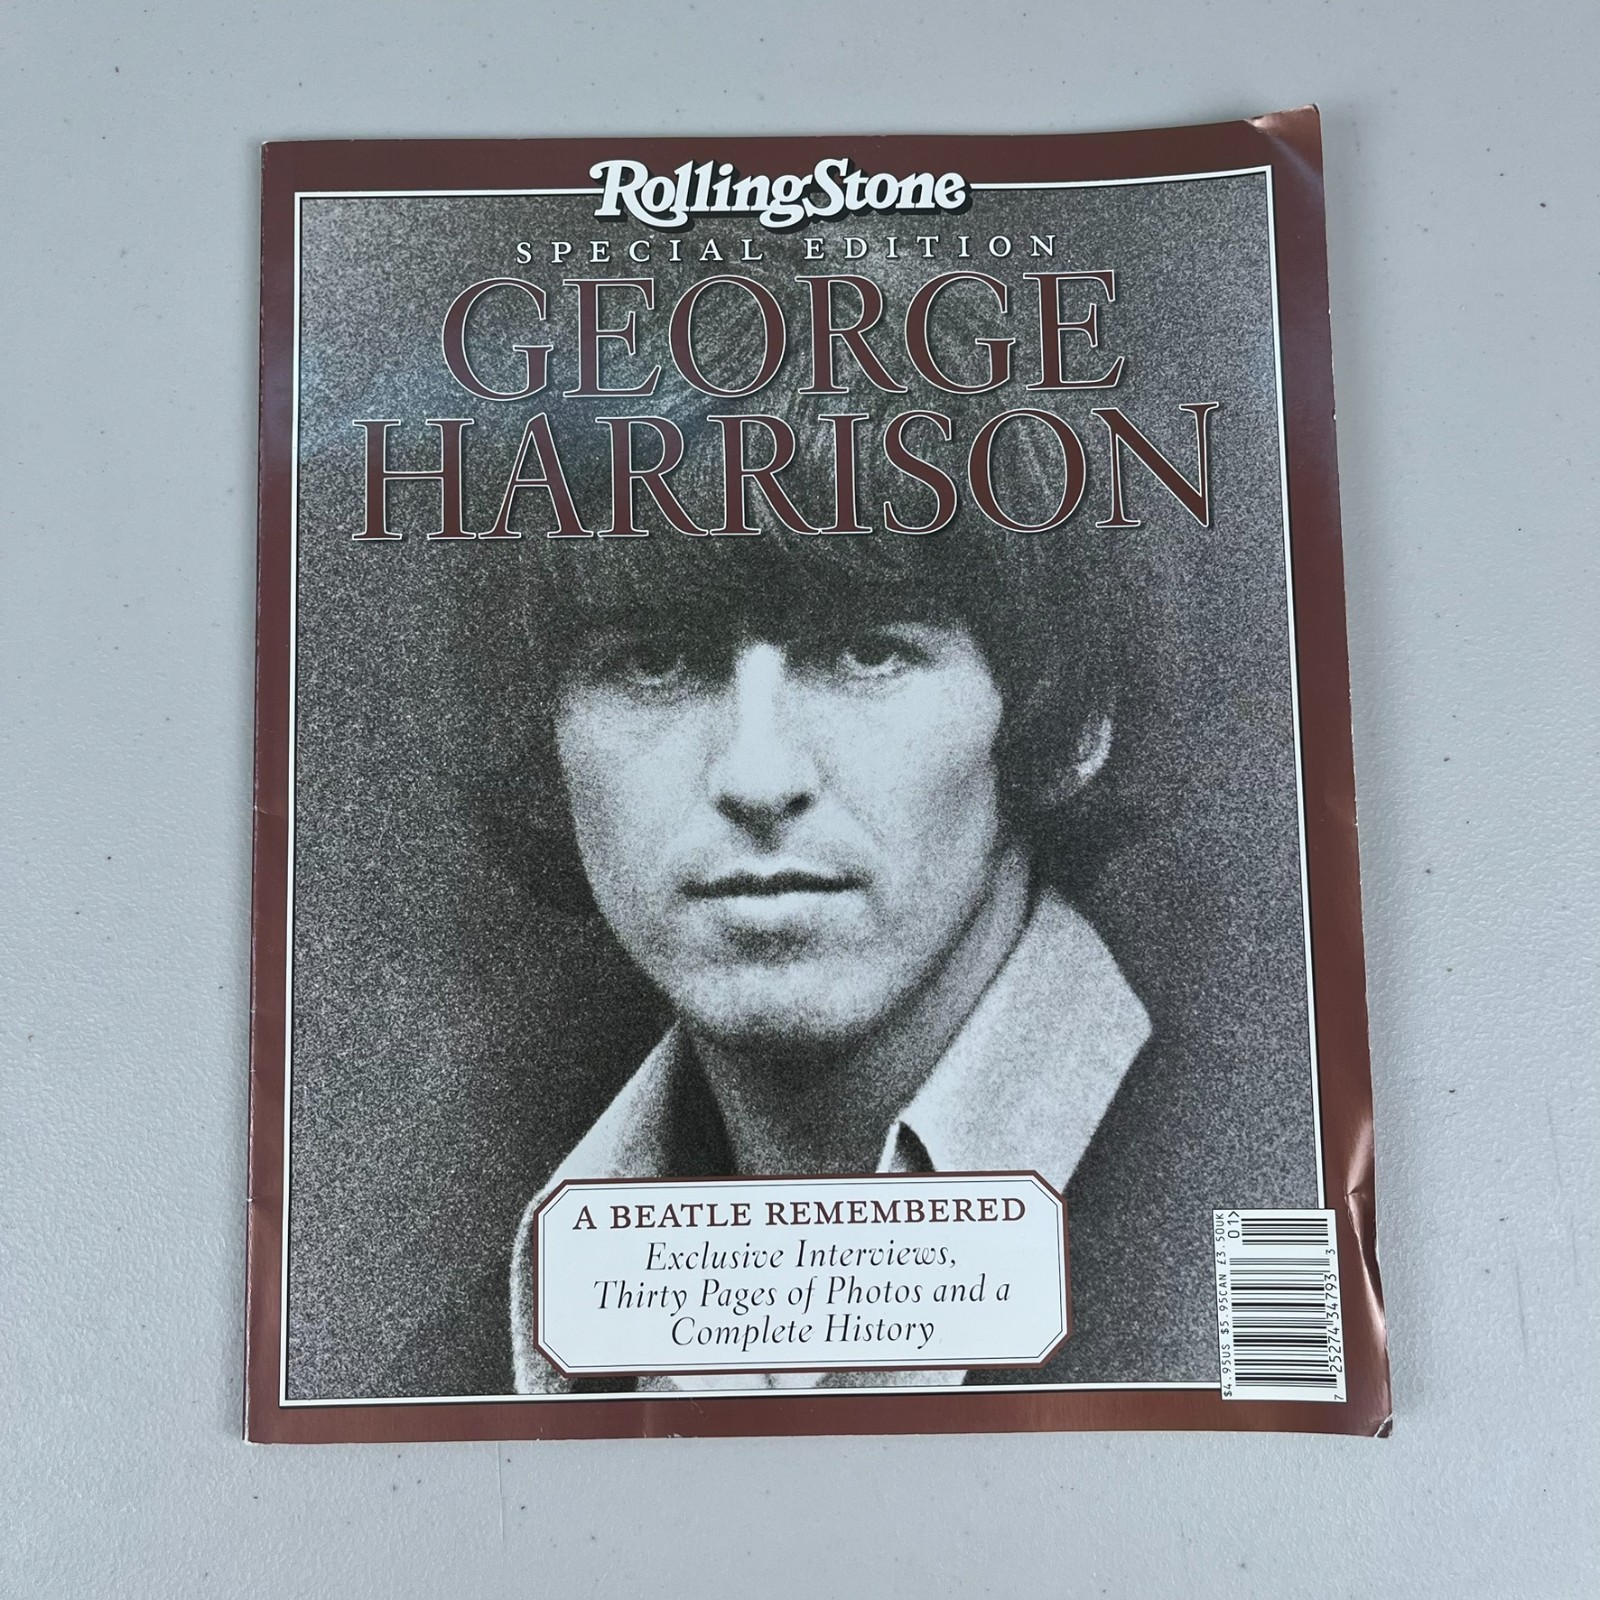 RollingStone
SPECIAL EDITION
GEORGE
HARRISON
A BEATLE REMEMBERED
Exclusive Interviews,
Thirty Pages of Photos and a
Complete History
$4.95US $5.95CAN £3.50UK
01>
7 25274 34793 3